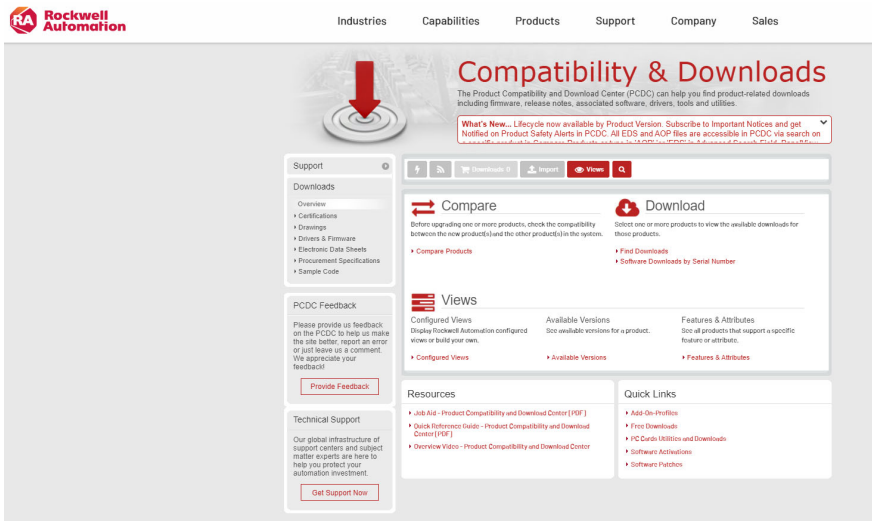 Rockwell
Automation
Industries Capabilities Products Support Company Sales
Compatibility & Downloads
The Product Compatibility and Download Center (PCDC) can help you find product-related downloads
including firmware, release notes, associated software, drivers, tools and utilities.
What's New... Lifecycle now available by Product Version. Subscribe to Important Notices and get
Notified on Product Safety Alerts in PCDC. All EDS and AOP files are accessible in PCDC via search on
Support
Downloads
Overview
Certifications
Drawings
Drivers & Firmware
Electronic Data Sheets
Procurement Specifications
Sample Code
PCDC Feedback
Please provide us feedback
on the PCDC to help us make
the site better, report an error
or just leave us a comment.
We appreciate your
feedback!
Provide Feedback
Technical Support
Our global infrastructure of
support centers and subject
matter experts are here to
help you protect your
automation investment.
Get Support Now
Downloads 0 Import Views
Compare
Before upgrading one or more products, check the compatibility
between the new product(s) and the other product(s) in the system.
Compare Products
Download
Select one or more products to view the available downloads for
those products.
Find Downloads
Software Downloads by Serial Number
Views
Configured Views
Display Rockwell Automation configured
views or build your own.
Configured Views
Available Versions
See available versions for a product.
Available Versions
Features & Attributes
See all products that support a specific
feature or attribute.
Features & Attributes
Resources
Job Aid - Product Compatibility and Download Center [PDF]
Quick Reference Guide - Product Compatibility and Download
Center [PDF]
Overview Video - Product Compatibility and Download Center
Quick Links
Add-On-Profiles
Free Downloads
PC Cards Utilities and Downloads
Software Activations
Software Patches